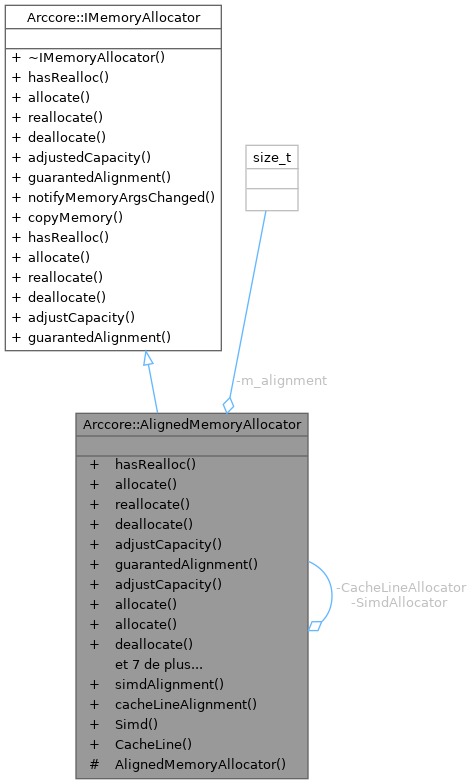 Arccore::IMemoryAllocator
+ ~IMemoryAllocator()
+ hasRealloc()
+ allocate()
+ reallocate()
+ deallocate()
+ adjustedCapacity()
+ guarantedAlignment()
+ notifyMemoryArgsChanged()
+ copyMemory()
+ hasRealloc()
+ allocate()
+ reallocate()
+ deallocate()
+ adjustCapacity()
+ guarantedAlignment()
size_t
-m_alignment
Arccore::AlignedMemoryAllocator
+ hasRealloc()
+ allocate()
+ reallocate()
+ deallocate()
+ adjustCapacity()
+ guarantedAlignment()
+ adjustCapacity()
+ allocate()
+ allocate()
+ deallocate()
et 7 de plus...
+ simdAlignment()
+ cacheLineAlignment()
+ Simd()
+ CacheLine()
# AlignedMemoryAllocator()
-CacheLineAllocator
-SimdAllocator